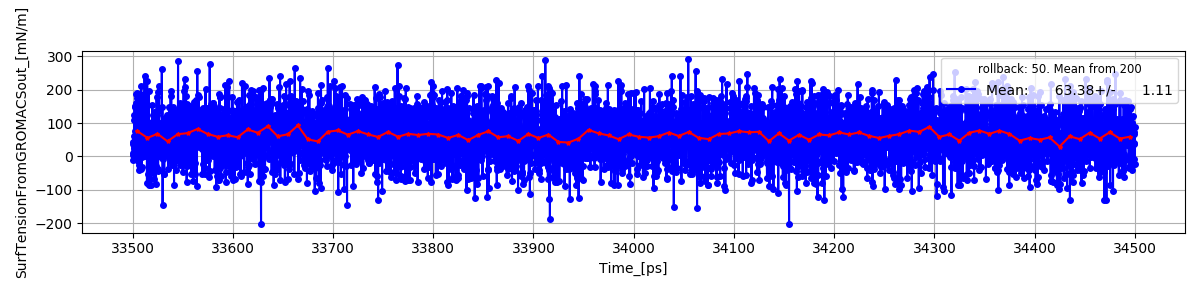 SurfTensionFromGROMACSout_[mN/m]
300
200
100
0
−100
−200
rollback: 50. Mean from 200
Mean: 63.38+/- 1.11
33500 33600 33700 33800 33900 34000 34100 34200 34300 34400 34500
Time_[ps]